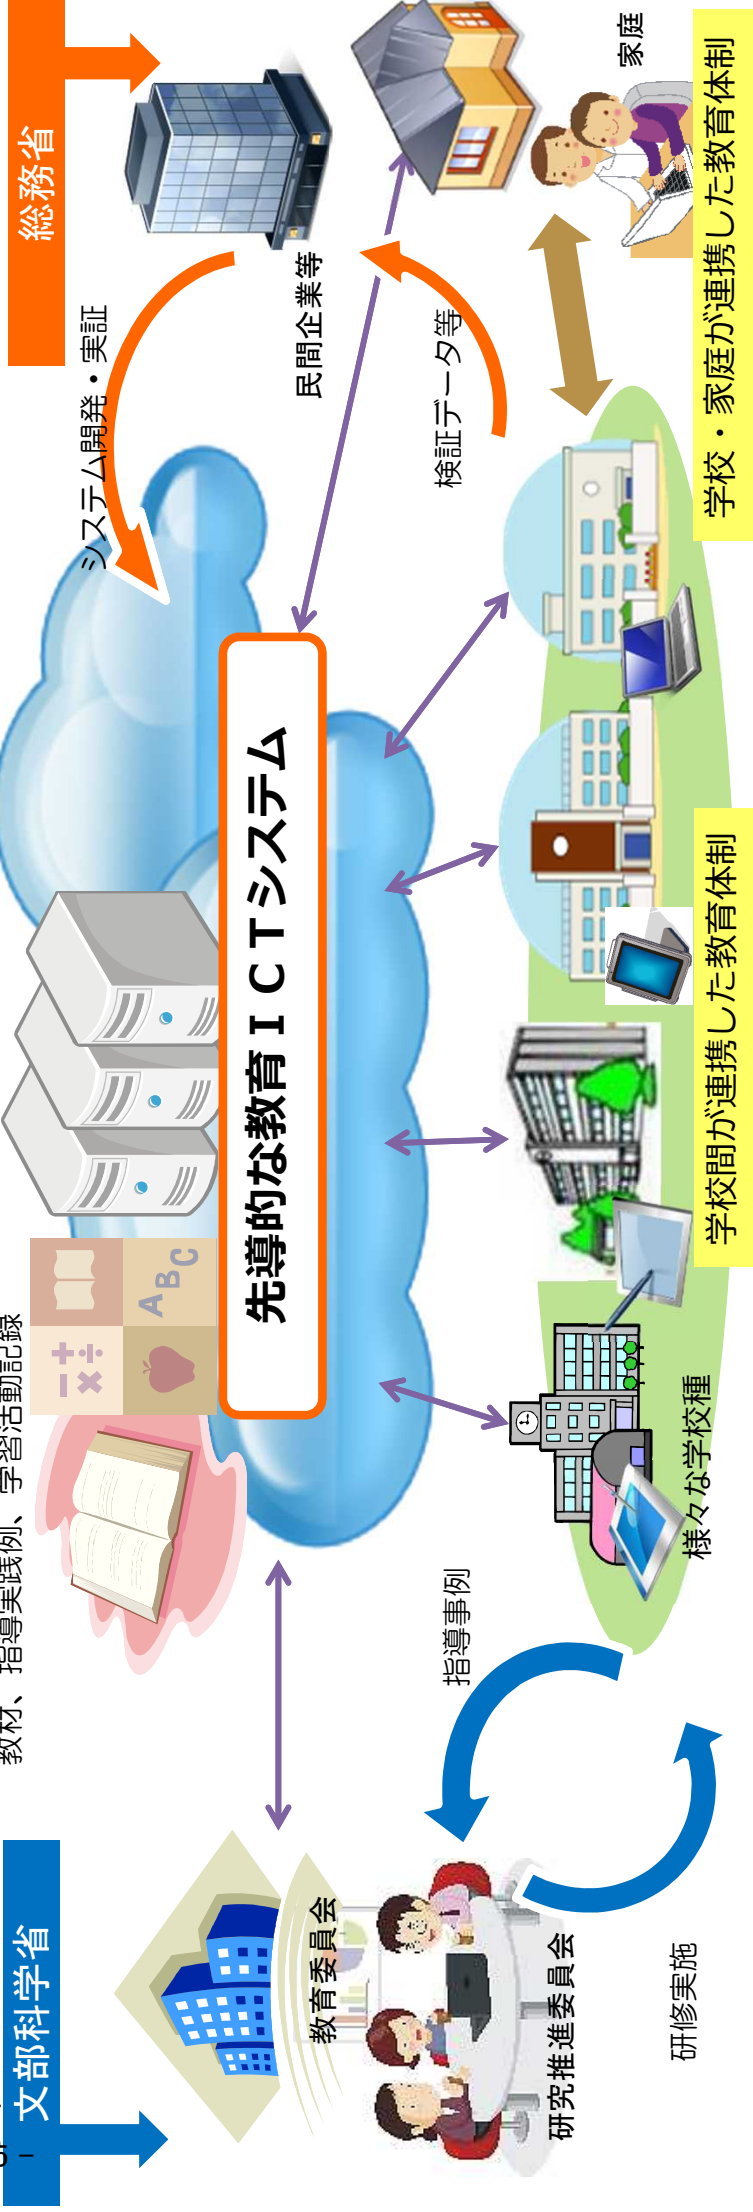 文部科学省
総務省
教材、指導実践例、学習活動記録
システム開発・実証
ABC
先導的な教育ICTシステム
民間企業等
教育委員会
検証データ等
家庭
指導事例
研究推進委員会
様々な学校種
研修実施
学校間が連携した教育体制
学校・家庭が連携した教育体制